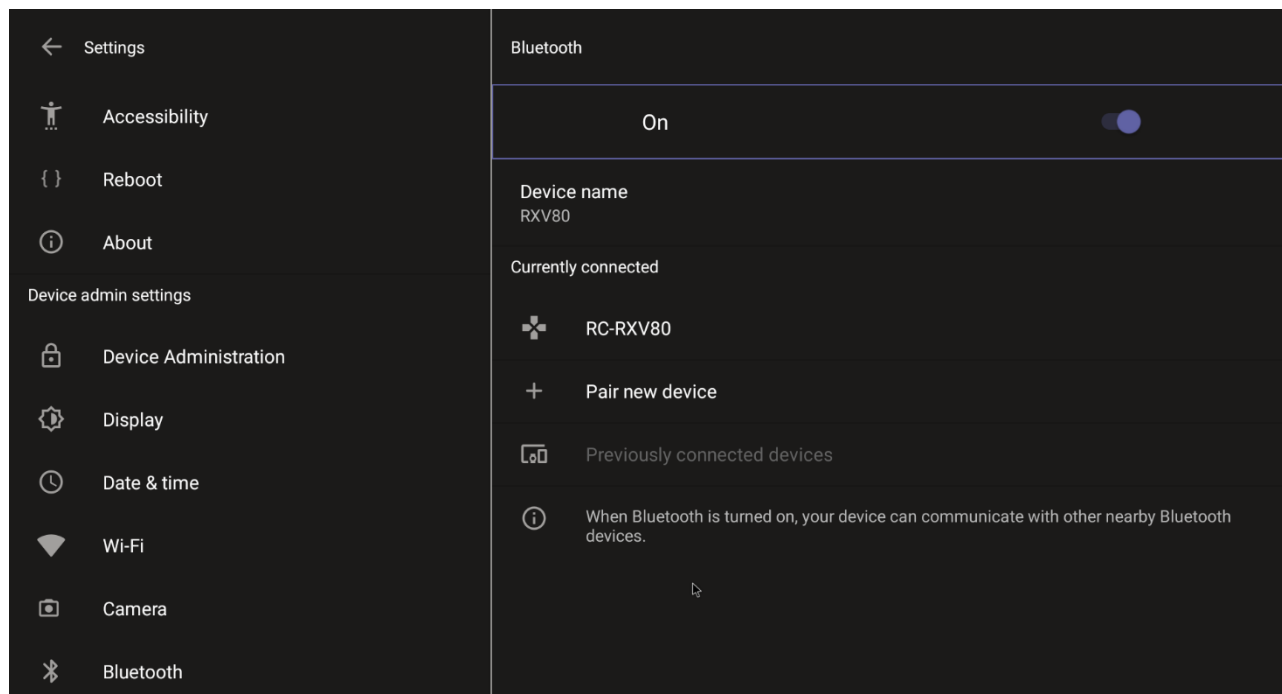 Settings
Accessibility
{ } Reboot
About
Device admin settings
Device Administration
Display
Date & time
Wi-Fi
Camera
Bluetooth
Bluetooth
On
Device name
RXV80
Currently connected
RC-RXV80
+ Pair new device
Previously connected devices
When Bluetooth is turned on, your device can communicate with other nearby Bluetooth
devices.